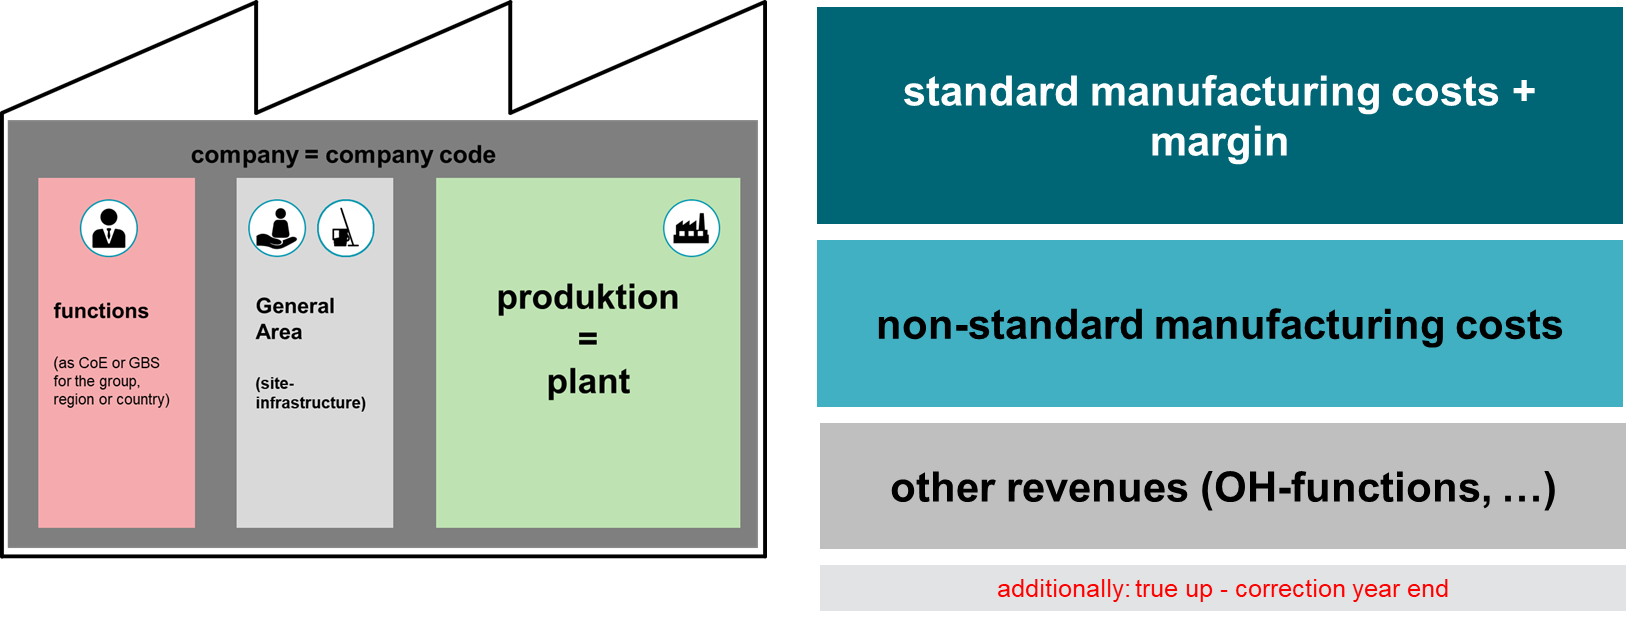 company = company code
functions
(as CoE or GBS
for the group,
region or country)
General
Area
(site-
infrastructure)
produktion
=
plant
standard manufacturing costs +
margin
non-standard manufacturing costs
other revenues (OH-functions, …)
additionally: true up - correction year end